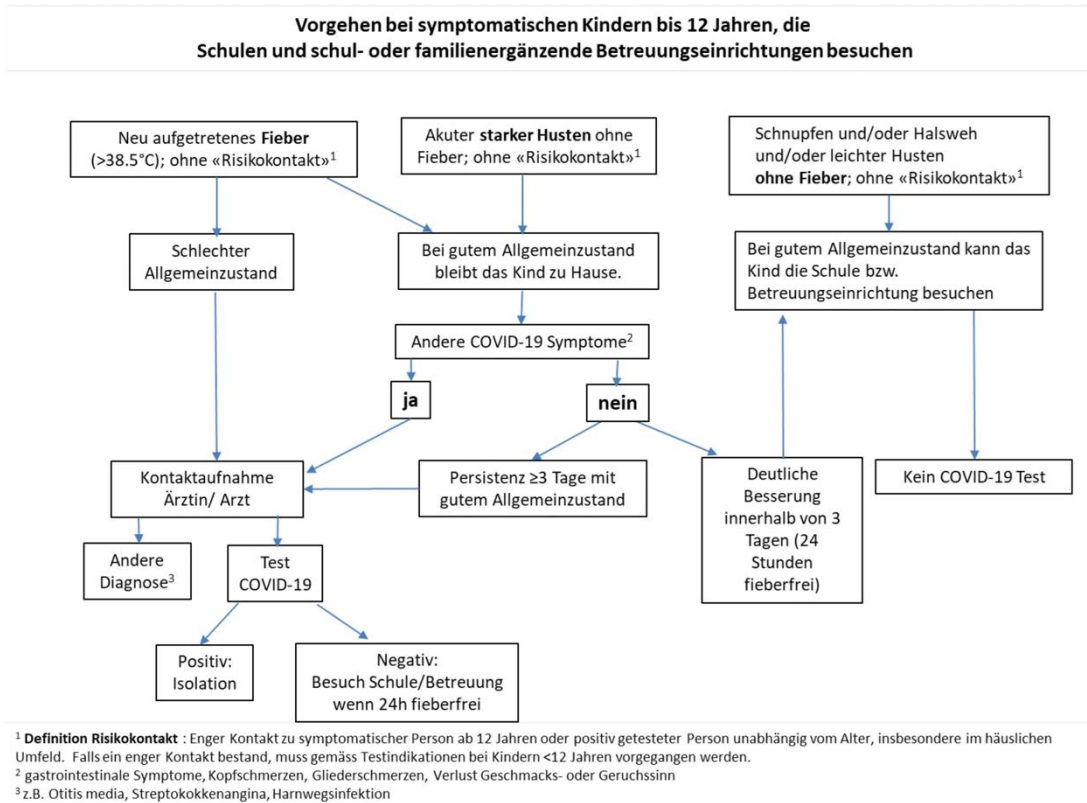 Vorgehen bei symptomatischen Kindern bis 12 Jahren, die
Schulen und schul- oder familienergänzende Betreuungseinrichtungen besuchen
Neu aufgetretenes Fieber
(>38.5°C); ohne «Risikokontakt»¹
Akuter starker Husten ohne
Fieber; ohne «Risikokontakt»¹
Schnupfen und/oder Halsweh
und/oder leichter Husten
ohne Fieber; ohne «Risikokontakt»¹
Schlechter
Allgemeinzustand
Bei gutem Allgemeinzustand
bleibt das Kind zu Hause.
Bei gutem Allgemeinzustand kann das
Kind die Schule bzw.
Betreuungseinrichtung besuchen
Andere COVID-19 Symptome²
ja
nein
Kontaktaufnahme
Ärztin/ Arzt
Persistenz ≥3 Tage mit
gutem Allgemeinzustand
Deutliche
Besserung
innerhalb von 3
Tagen (24
Stunden
fieberfrei)
Kein COVID-19 Test
Andere
Diagnose³
Test
COVID-19
Positiv:
Isolation
Negativ:
Besuch Schule/Betreuung
wenn 24h fieberfrei
¹ Definition Risikokontakt : Enger Kontakt zu symptomatischer Person ab 12 Jahren oder positiv getesteter Person unabhängig vom Alter, insbesondere im häuslichen
Umfeld. Falls ein enger Kontakt bestand, muss gemäss Testindikationen bei Kindern <12 Jahren vorgegangen werden.
² gastrointestinale Symptome, Kopfschmerzen, Gliederschmerzen, Verlust Geschmacks- oder Geruchssinn
³ z.B. Otitis media, Streptokokkenangina, Harnwegsinfektion